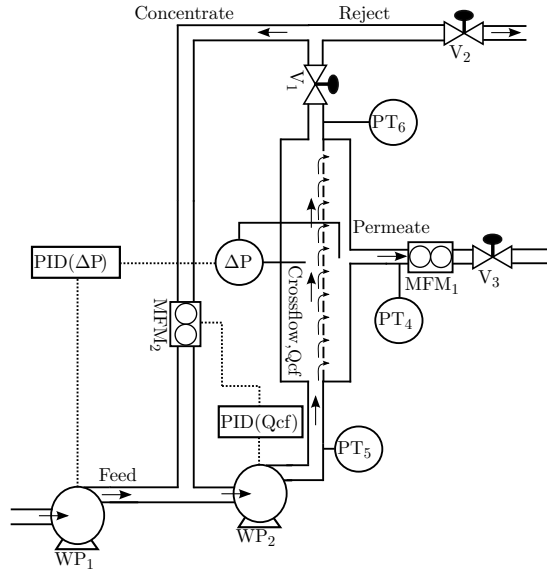 Concentrate
Reject
V₂
V₁
PT₆
Permeate
PID(ΔP)
ΔP
Crossflow,Qcf
MFM₁
V₃
MFM₂
PT₄
PID(Qcf)
PT₅
Feed
WP₁
WP₂